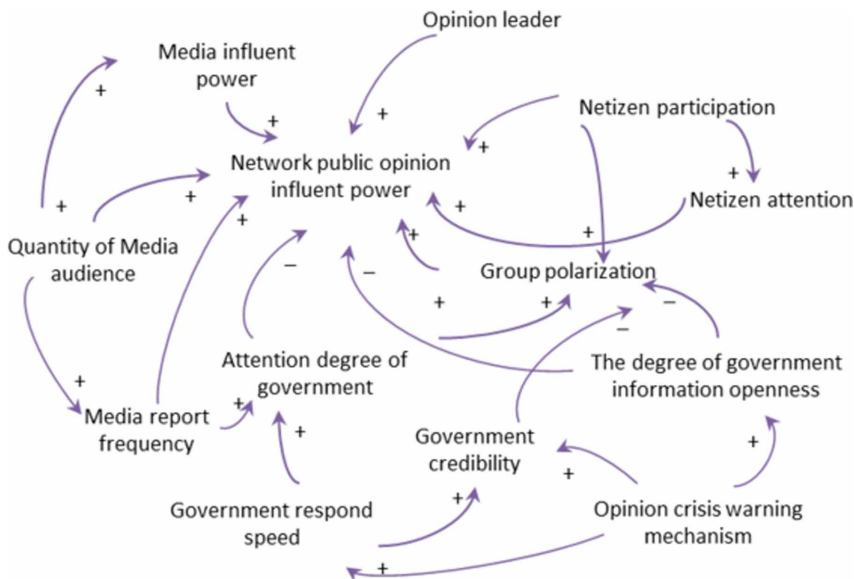 Opinion leader
Media influent
power
+
+
+
Netizen participation
+
Network public opinion
influent power
+
Netizen attention
+
+
+
+
Quantity of Media
audience
+
+
Group polarization
−
−
+
+
−
−
Attention degree of
government
The degree of government
information openness
+
Media report
frequency
+
+
Government
credibility
+
+
Government respond
speed
+
Opinion crisis warning
mechanism
+